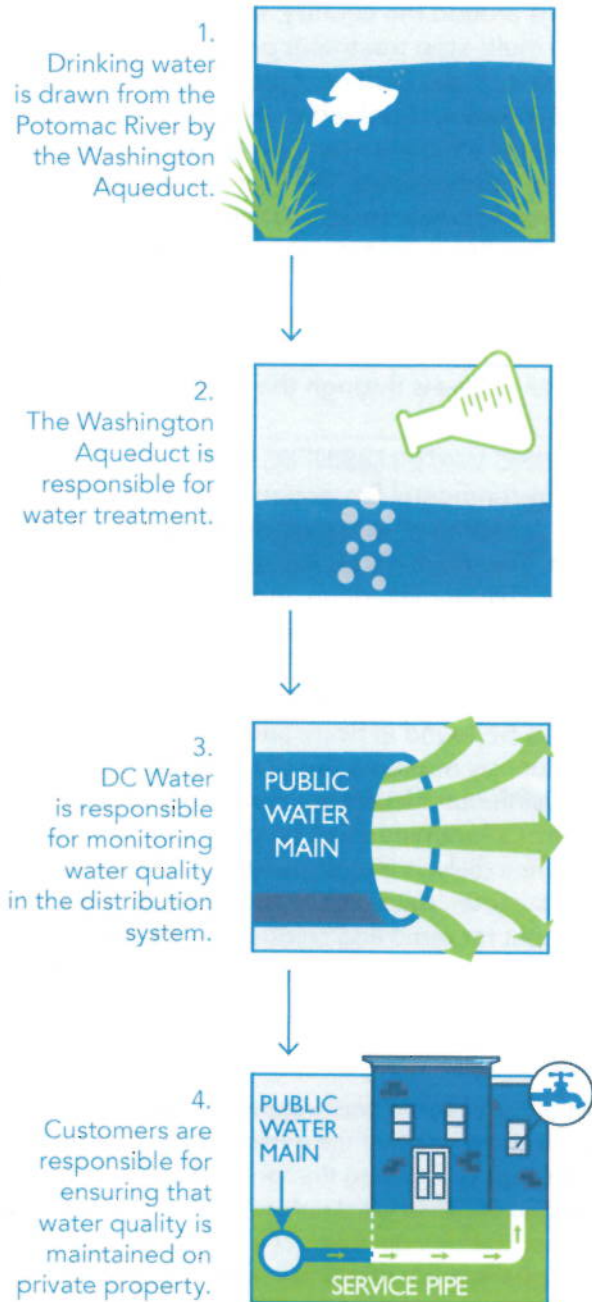 1.
Drinking water
is drawn from the
Potomac River by
the Washington
Aqueduct.
2.
The Washington
Aqueduct is
responsible for
water treatment.
3.
DC Water
is responsible
for monitoring
water quality
in the distribution
system.
PUBLIC
WATER
MAIN
4.
Customers are
responsible for
ensuring that
water quality is
maintained on
private property.
PUBLIC
WATER
MAIN
SERVICE PIPE